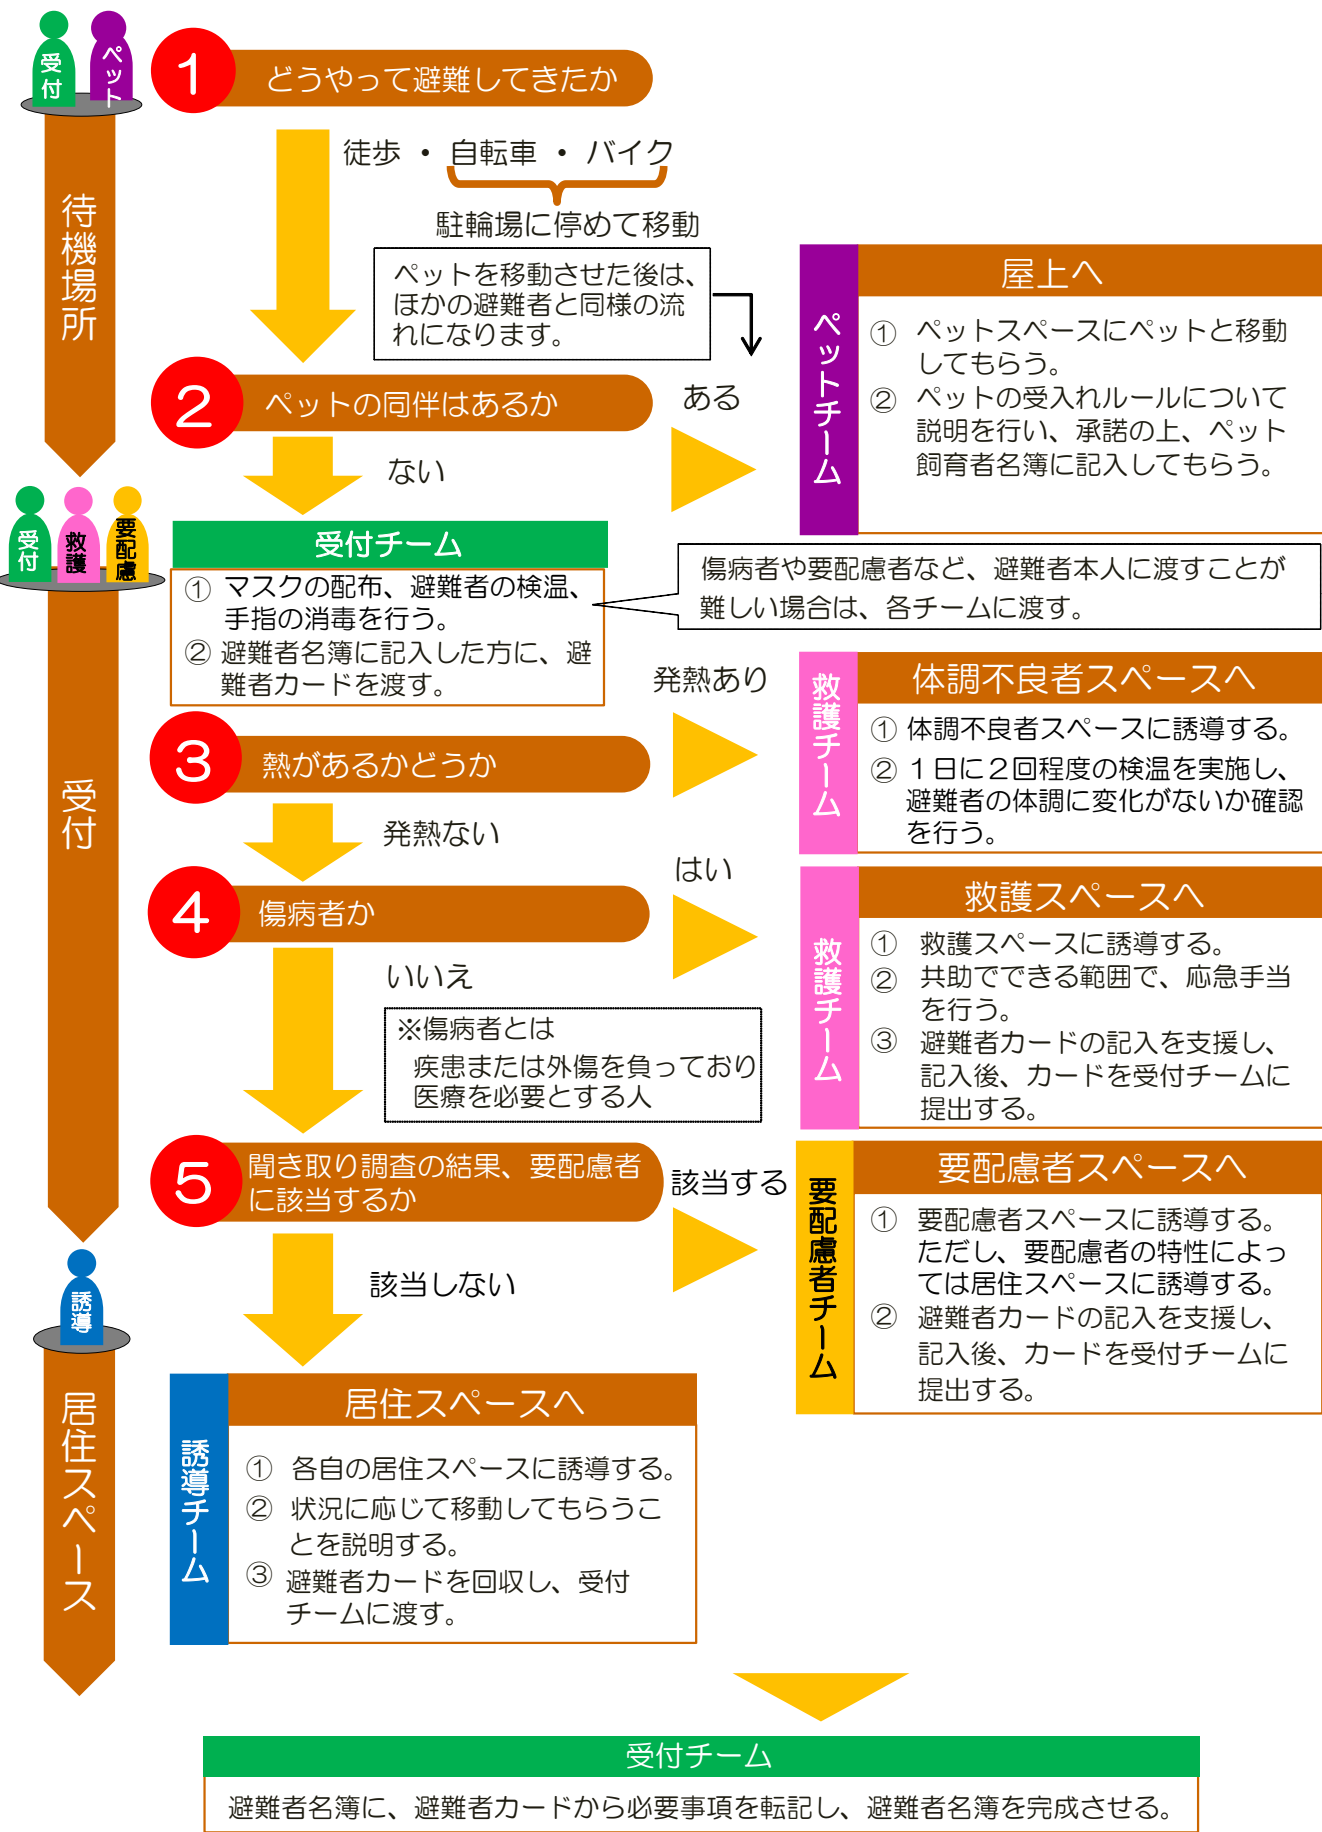 受付
ペット
1
どうやって避難してきたか
待機場所
徒歩 ・ 自転車 ・ バイク
駐輪場に停めて移動
ペットを移動させた後は、
ほかの避難者と同様の流
れになります。
2
ペットの同伴はあるか
ある
ない
ペットチーム
屋上へ
① ペットスペースにペットと移動
してもらう。
② ペットの受入れルールについて
説明を行い、承諾の上、ペット
飼育者名簿に記入してもらう。
受付
救護
要配慮
受付
受付チーム
① マスクの配布、避難者の検温、
手指の消毒を行う。
② 避難者名簿に記入した方に、避
難者カードを渡す。
傷病者や要配慮者など、避難者本人に渡すことが
難しい場合は、各チームに渡す。
3
熱があるかどうか
発熱あり
発熱ない
救護チーム
体調不良者スペースへ
① 体調不良者スペースに誘導する。
② １日に２回程度の検温を実施し、
避難者の体調に変化がないか確認
を行う。
4
傷病者か
はい
いいえ
※傷病者とは
疾患または外傷を負っており
医療を必要とする人
救護チーム
救護スペースへ
① 救護スペースに誘導する。
② 共助でできる範囲で、応急手当
を行う。
③ 避難者カードの記入を支援し、
記入後、カードを受付チームに
提出する。
5
聞き取り調査の結果、要配慮者
に該当するか
該当する
該当しない
要配慮者チーム
要配慮者スペースへ
① 要配慮者スペースに誘導する。
ただし、要配慮者の特性によっ
ては居住スペースに誘導する。
② 避難者カードの記入を支援し、
記入後、カードを受付チームに
提出する。
誘導
居住スペース
誘導チーム
居住スペースへ
① 各自の居住スペースに誘導する。
② 状況に応じて移動してもらうこ
とを説明する。
③ 避難者カードを回収し、受付
チームに渡す。
受付チーム
避難者名簿に、避難者カードから必要事項を転記し、避難者名簿を完成させる。